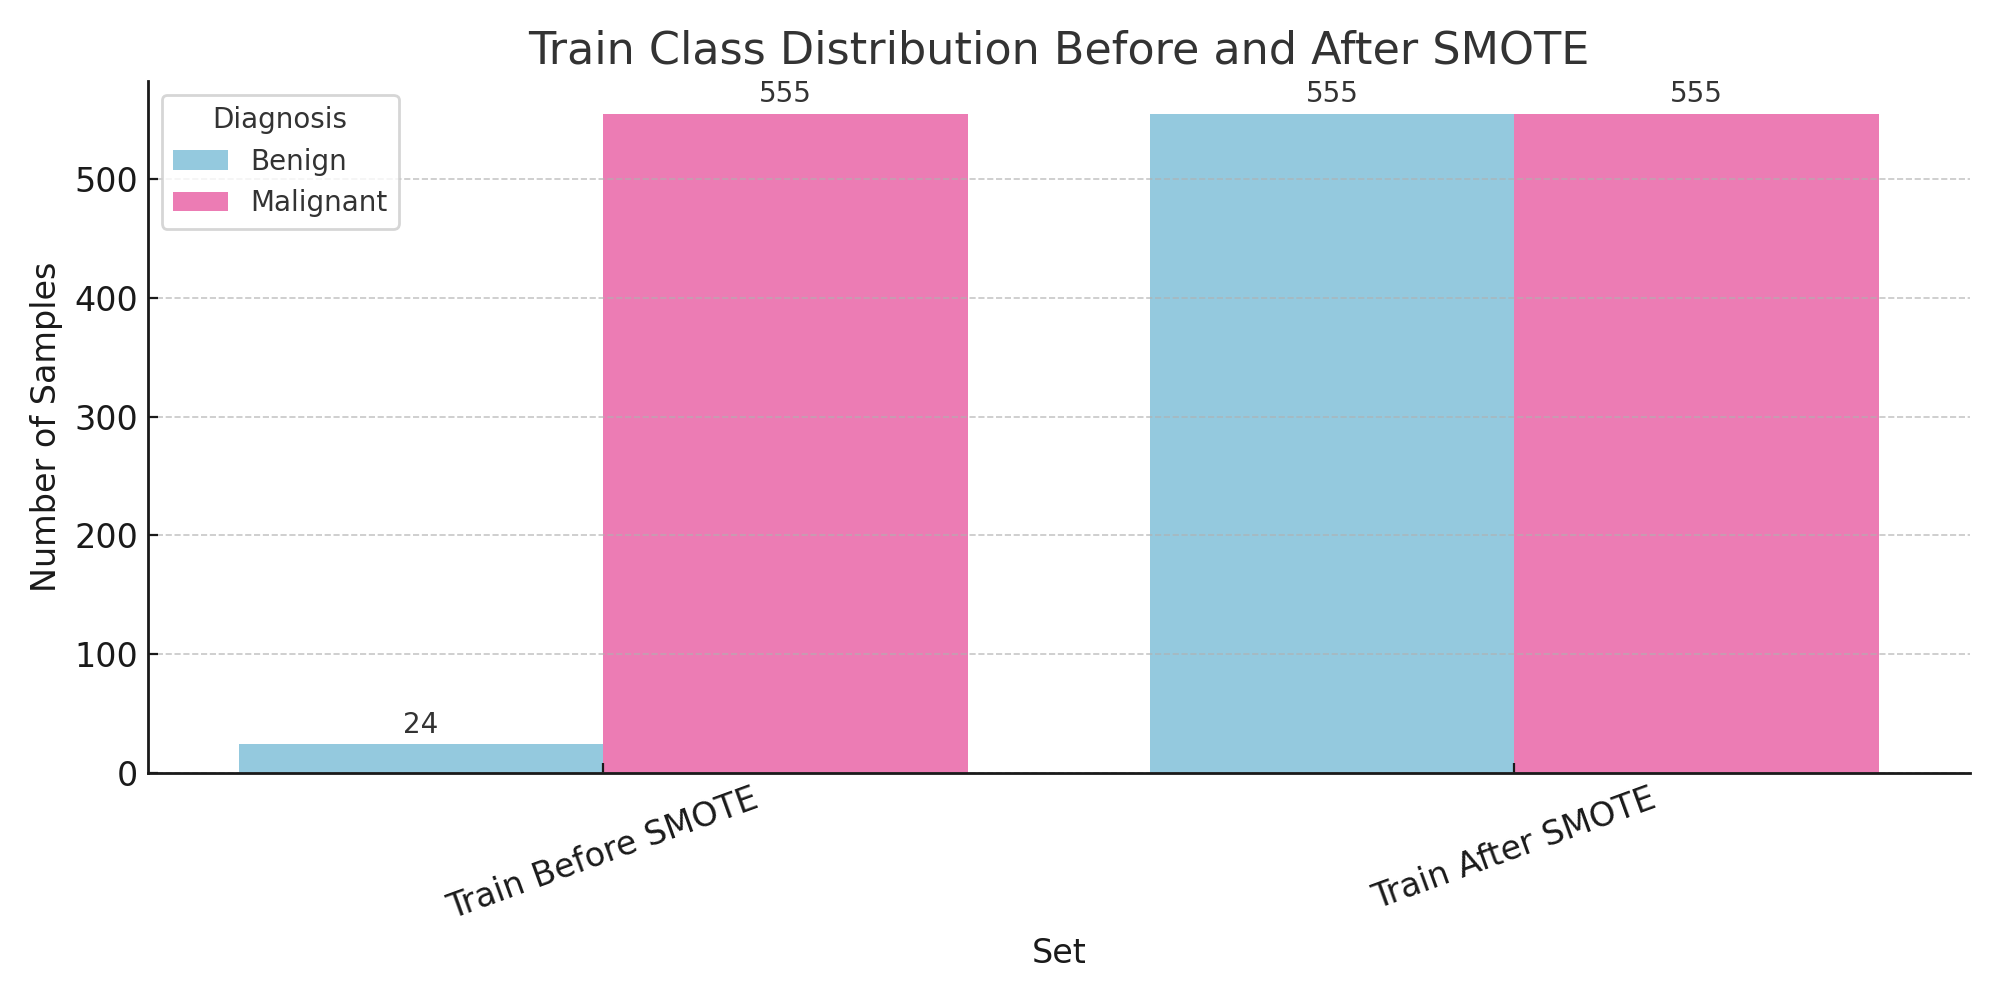 Train Class Distribution Before and After SMOTE
555
555
555
Diagnosis
Benign
Malignant
500
400
300
200
100
0
24
Number of Samples
Train Before SMOTE
Train After SMOTE
Set